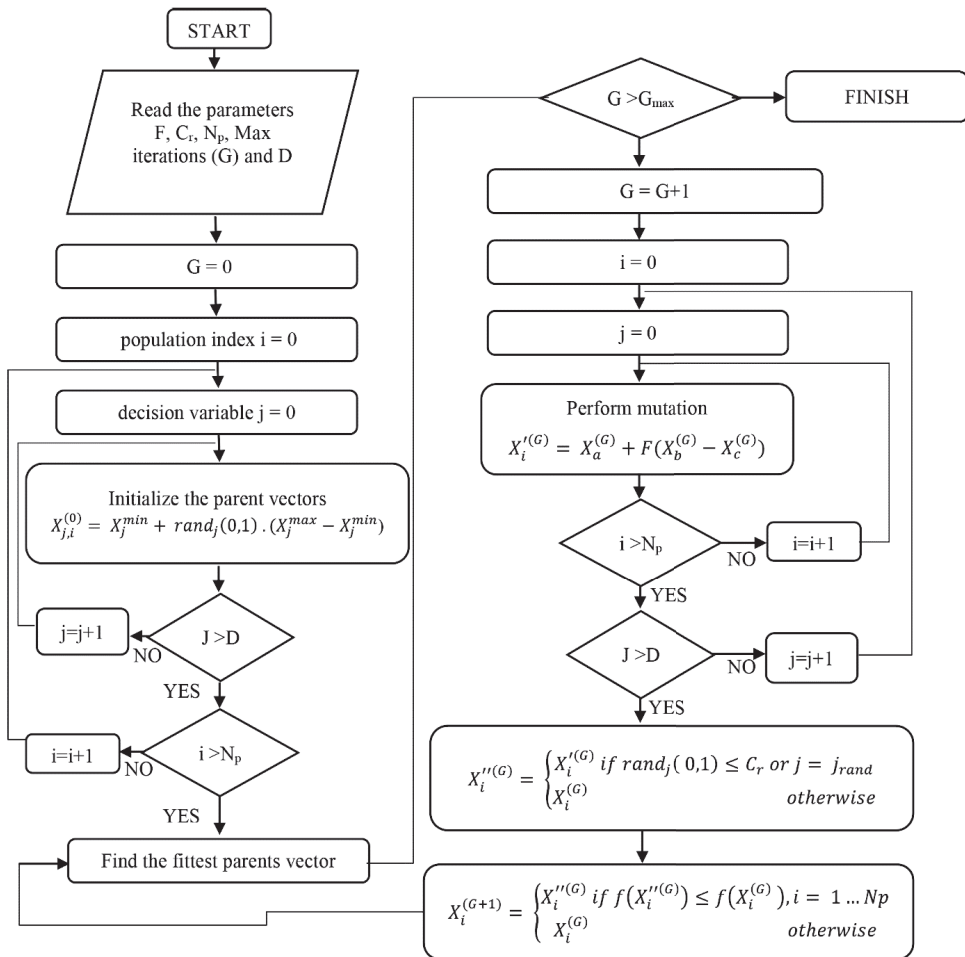 START
Read the parameters
F, Cr, Np, Max
iterations (G) and D
G = 0
population index i = 0
decision variable j = 0
Initialize the parent vectors
X_{j,i}^{(0)} = X_j^{min} + rand_j(0,1) . (X_j^{max} − X_j^{min})
J >D
NO
j=j+1
YES
i >Np
NO
i=i+1
YES
Find the fittest parents vector
G >Gmax
FINISH
G = G+1
i = 0
j = 0
Perform mutation
X_i^{′(G)} = X_a^{(G)} + F(X_b^{(G)} − X_c^{(G)})
i >Np
NO
i=i+1
YES
J >D
NO
j=j+1
YES
X_i^{′′(G)} = { X_i^{′(G)} if rand_j( 0,1) ≤ C_r or j = j_{rand}
X_i^{(G)} otherwise
X_i^{(G+1)} = { X_i^{′′(G)} if f(X_i^{′′(G)}) ≤ f(X_i^{(G)}), i = 1 … Np
X_i^{(G)} otherwise